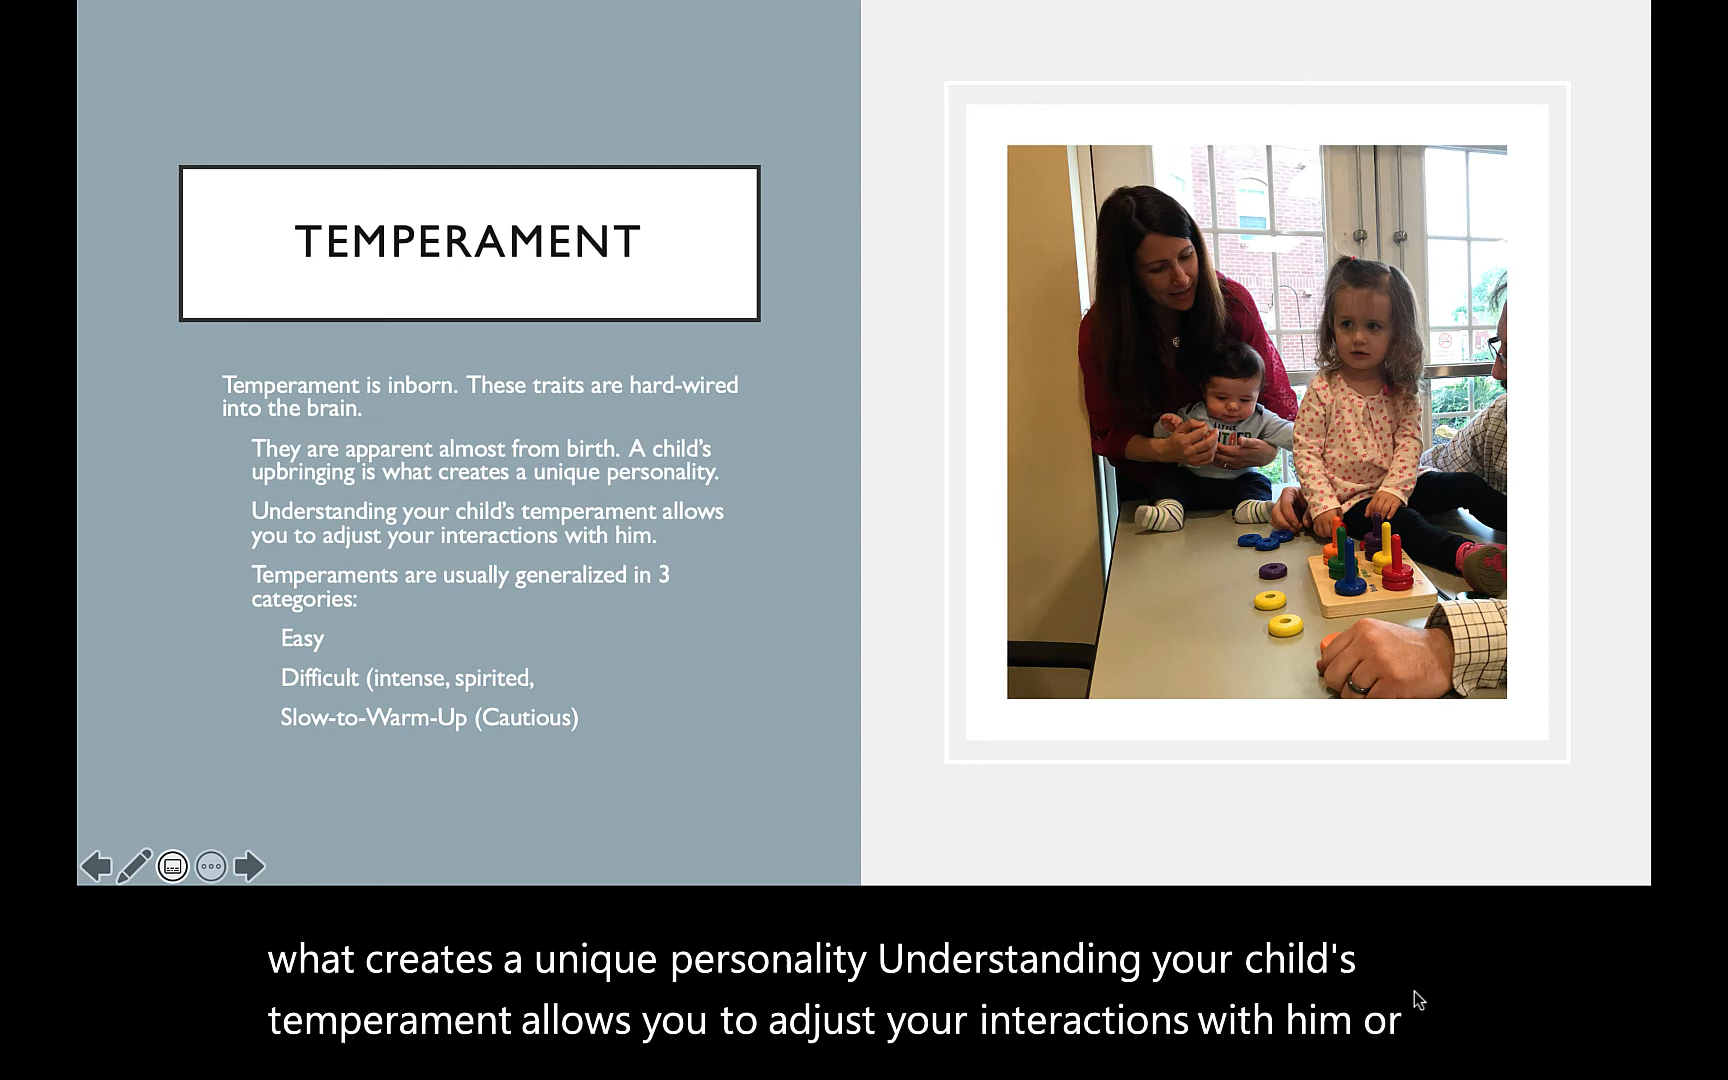 TEMPERAMENT
Temperament is inborn. These traits are hard-wired
into the brain.
They are apparent almost from birth. A child’s
upbringing is what creates a unique personality.
Understanding your child’s temperament allows
you to adjust your interactions with him.
Temperaments are usually generalized in 3
categories:
Easy
Difficult (intense, spirited,
Slow-to-Warm-Up (Cautious)
LITTLE
what creates a unique personality Understanding your child's
temperament allows you to adjust your interactions with him or